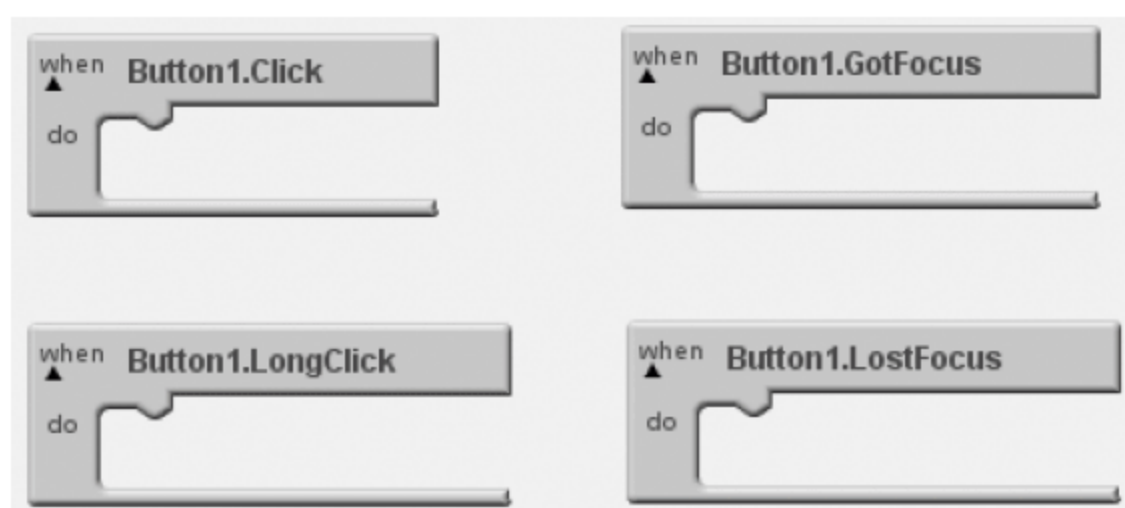 when Button1.Click
do
when Button1.GotFocus
do
when Button1.LongClick
do
when Button1.LostFocus
do